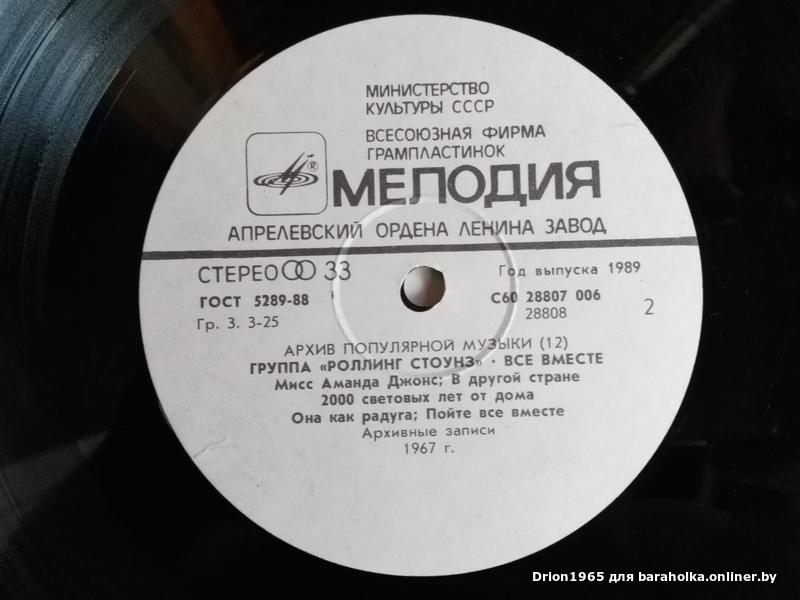 МИНИСТЕРСТВО
КУЛЬТУРЫ СССР
ВСЕСОЮЗНАЯ ФИРМА
ГРАМПЛАСТИНОК
®
МЕЛОДИЯ
АПРЕЛЕВСКИЙ ОРДЕНА ЛЕНИНА ЗАВОД
СТЕРЕО 33
Год выпуска 1989
ГОСТ 5289-88
С60 28807 006
Гр. 3. 3-25
28808
2
АРХИВ ПОПУЛЯРНОЙ МУЗЫКИ (12)
ГРУППА «РОЛЛИНГ СТОУНЗ» · ВСЕ ВМЕСТЕ
Мисс Аманда Джонс; В другой стране
2000 световых лет от дома
Она как радуга; Пойте все вместе
Архивные записи
1967 г.
Drion1965 для baraholka.onliner.by